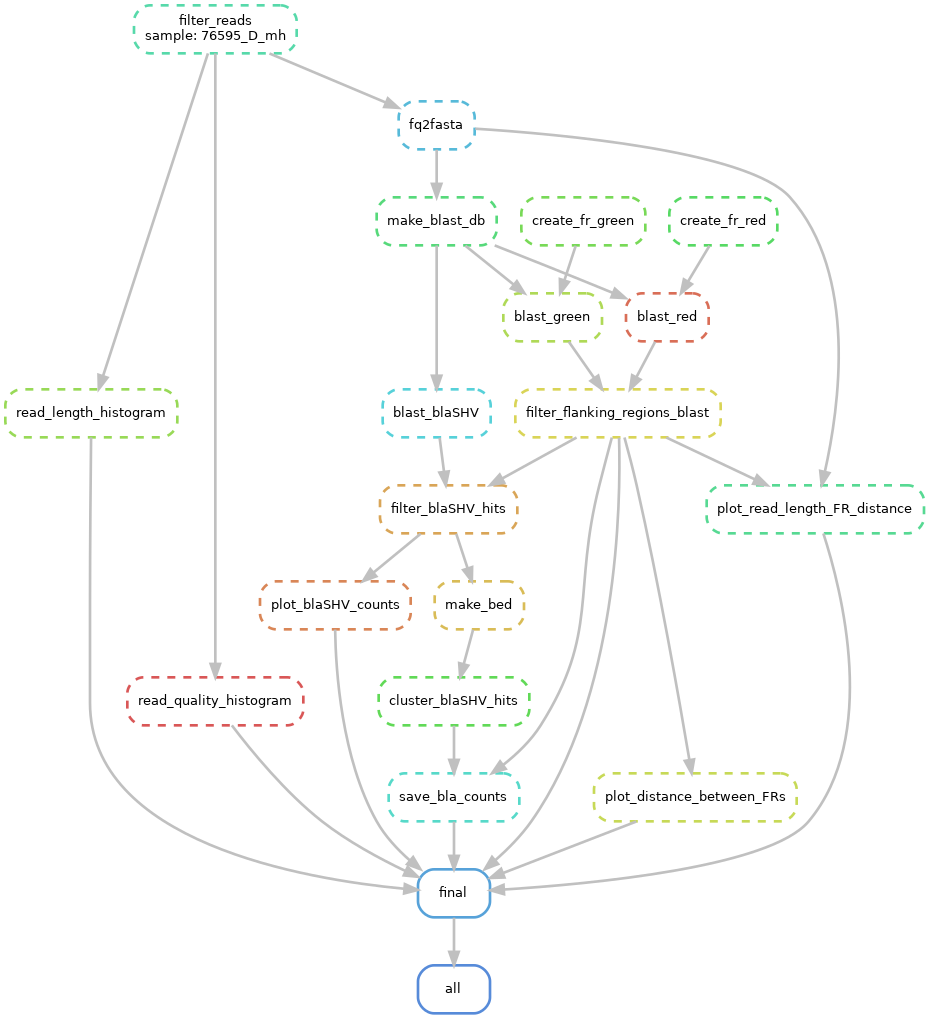 filter_reads
sample: 76595_D_mh
fq2fasta
make_blast_db
create_fr_green
create_fr_red
blast_green
blast_red
read_length_histogram
blast_blaSHV
filter_flanking_regions_blast
filter_blaSHV_hits
plot_read_length_FR_distance
plot_blaSHV_counts
make_bed
read_quality_histogram
cluster_blaSHV_hits
save_bla_counts
plot_distance_between_FRs
final
all